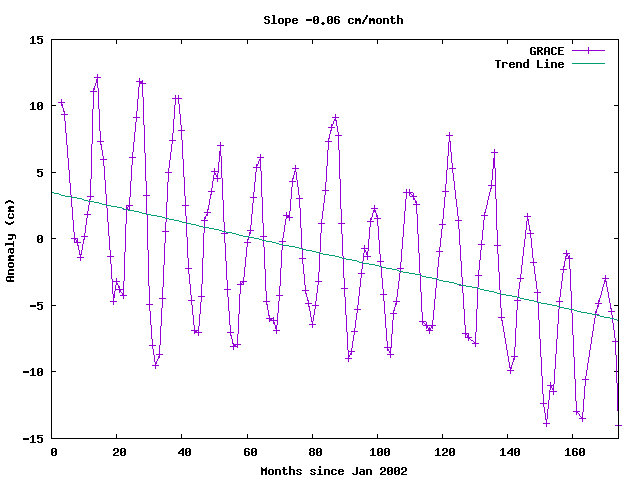 Slope -0.06 cm/month
GRACE
Trend Line
15
10
5
0
-5
-10
-15
Anomaly (cm)
0 20 40 60 80 100 120 140 160
Months since Jan 2002